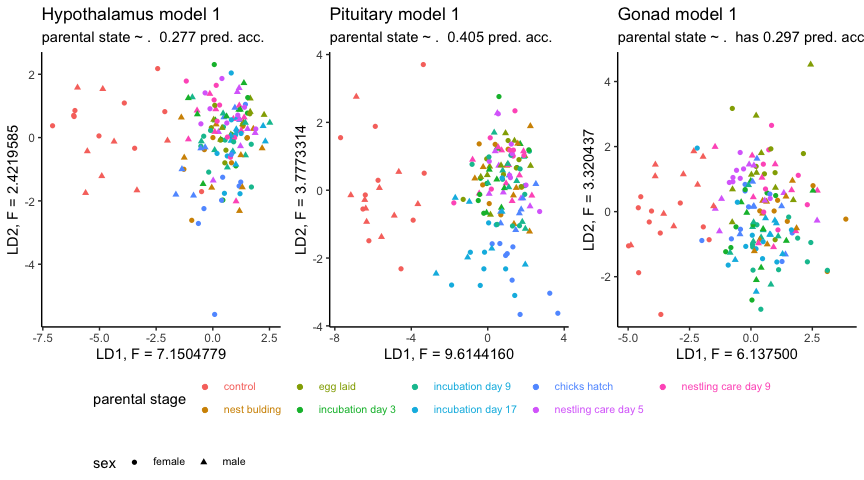 Hypothalamus model 1
parental state ~ .  0.277 pred. acc.
2
0
-2
-4
LD2, F = 2.4219585
-7.5 -5.0 -2.5 0.0 2.5
LD1, F = 7.1504779
Pituitary model 1
parental state ~ .  0.405 pred. acc.
4
2
0
-2
-4
LD2, F = 3.7773314
-8 -4 0 4
LD1, F = 9.6144160
Gonad model 1
parental state ~ .  has 0.297 pred. acc
4
2
0
-2
LD2, F = 3.320437
-5.0 -2.5 0.0 2.5
LD1, F = 6.137500
parental stage
control egg laid incubation day 9 chicks hatch nestling care day 9
nest bulding incubation day 3 incubation day 17 nestling care day 5
sex female male